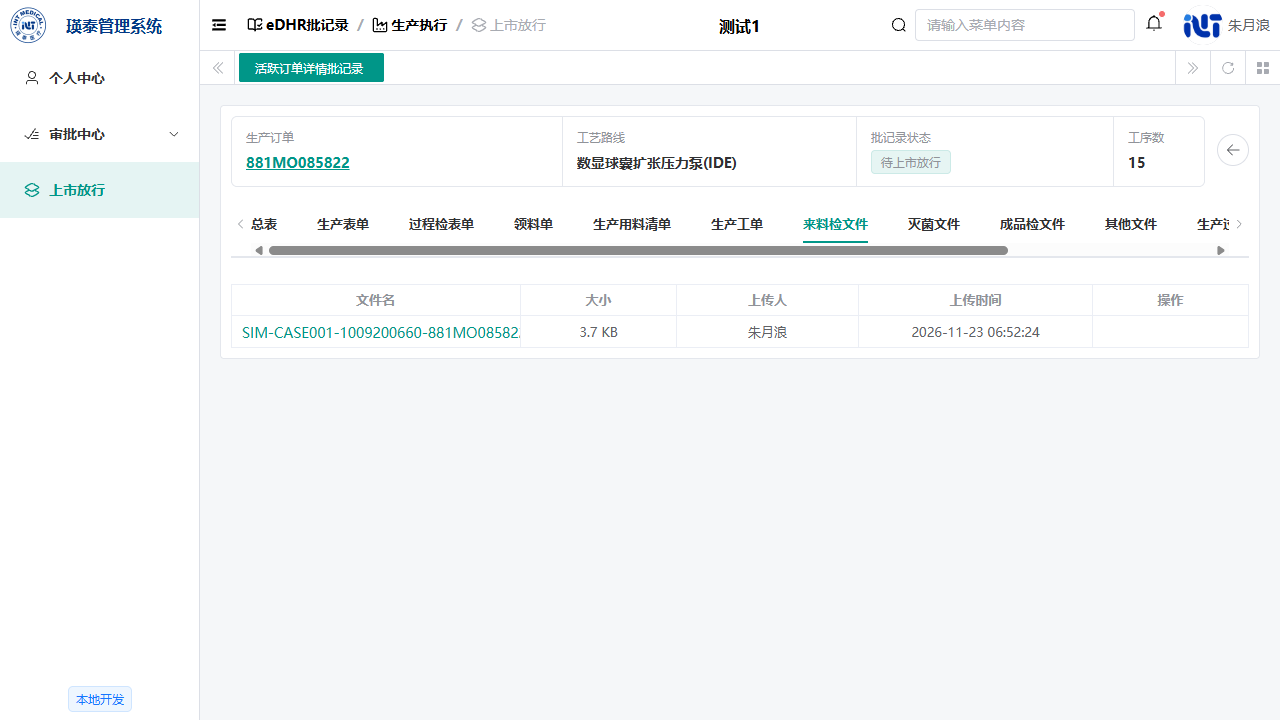 瑛泰管理系统
eDHR批记录 / 生产执行 / 上市放行
测试1
请输入菜单内容
朱月浪
个人中心
审批中心
上市放行
本地开发
活跃订单详情批记录
生产订单
881MO085822
工艺路线
数显球囊扩张压力泵(IDE)
批记录状态
待上市放行
工序数
15
总表 生产表单 过程检表单 领料单 生产用料清单 生产工单 来料检文件 灭菌文件 成品检文件 其他文件 生产
文件名 大小 上传人 上传时间 操作
SIM-CASE001-1009200660-881MO08582 3.7 KB 朱月浪 2026-11-23 06:52:24